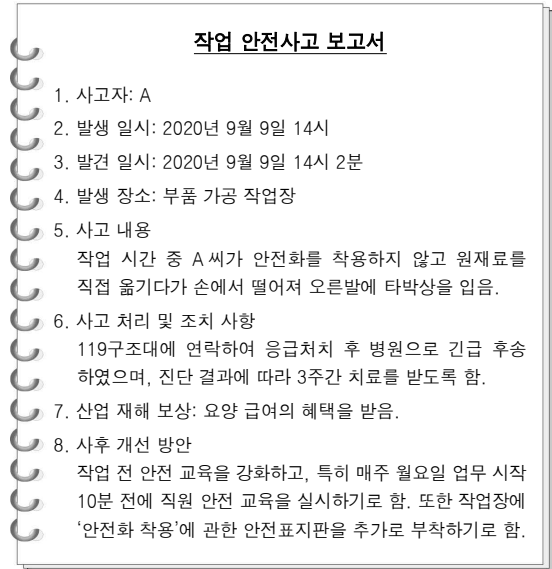 작업 안전사고 보고서
1. 사고자: A
2. 발생 일시: 2020년 9월 9일 14시
3. 발견 일시: 2020년 9월 9일 14시 2분
4. 발생 장소: 부품 가공 작업장
5. 사고 내용
작업 시간 중 A 씨가 안전화를 착용하지 않고 원재료를
직접 옮기다가 손에서 떨어져 오른발에 타박상을 입음.
6. 사고 처리 및 조치 사항
119구조대에 연락하여 응급처치 후 병원으로 긴급 후송
하였으며, 진단 결과에 따라 3주간 치료를 받도록 함.
7. 산업 재해 보상: 요양 급여의 혜택을 받음.
8. 사후 개선 방안
작업 전 안전 교육을 강화하고, 특히 매주 월요일 업무 시작
10분 전에 직원 안전 교육을 실시하기로 함. 또한 작업장에
‘안전화 착용’에 관한 안전표지판을 추가로 부착하기로 함.